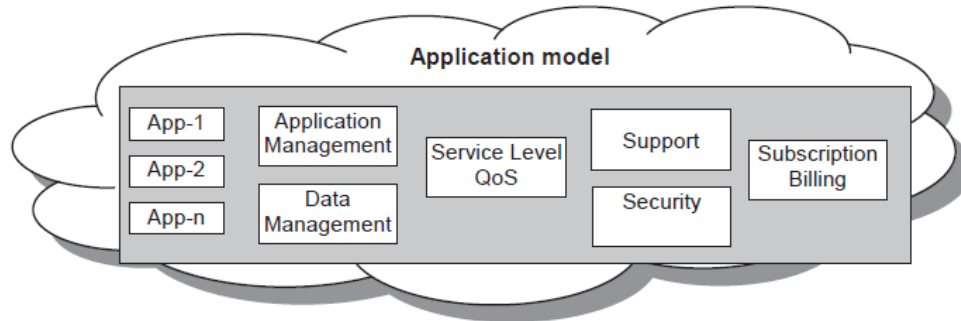 Application model
App-1
App-2
App-n
Application
Management
Data
Management
Service Level
QoS
Support
Security
Subscription
Billing